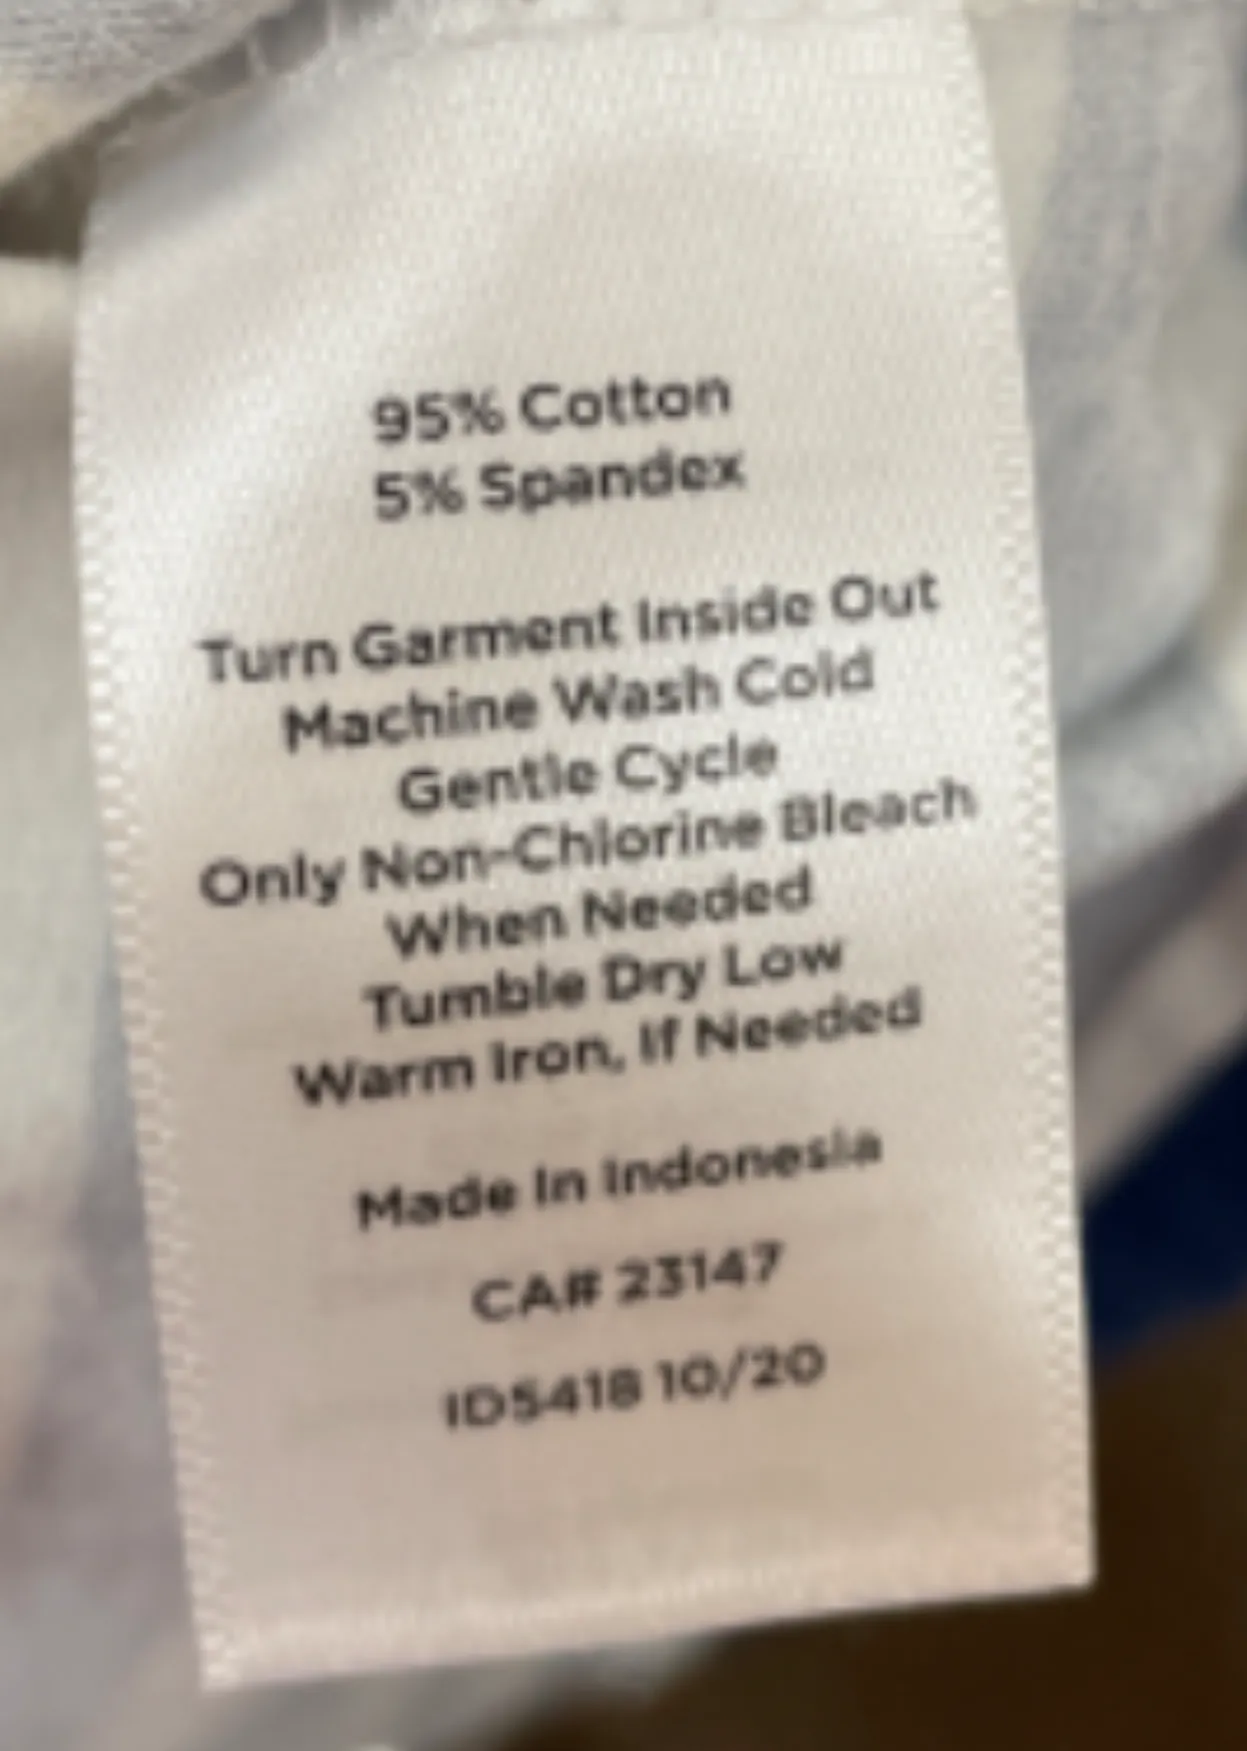 95% Cotton
5% Spandex
Turn Garment Inside Out
Machine Wash Cold
Gentle Cycle
Only Non-Chlorine Bleach
When Needed
Tumble Dry Low
Warm Iron, If Needed
Made In Indonesia
CA# 23147
ID5418 10/20